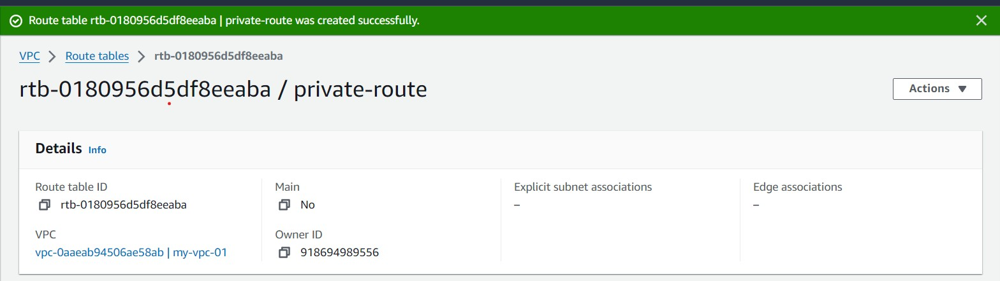 Route table rtb-0180956d5df8eeaba | private-route was created successfully.
VPC > Route tables > rtb-0180956d5df8eeaba
rtb-0180956d5df8eeaba / private-route
Actions
Details Info
Route table ID
rtb-0180956d5df8eeaba
Main
No
Explicit subnet associations
–
Edge associations
–
VPC
vpc-0aaeab94506ae58ab | my-vpc-01
Owner ID
918694989556